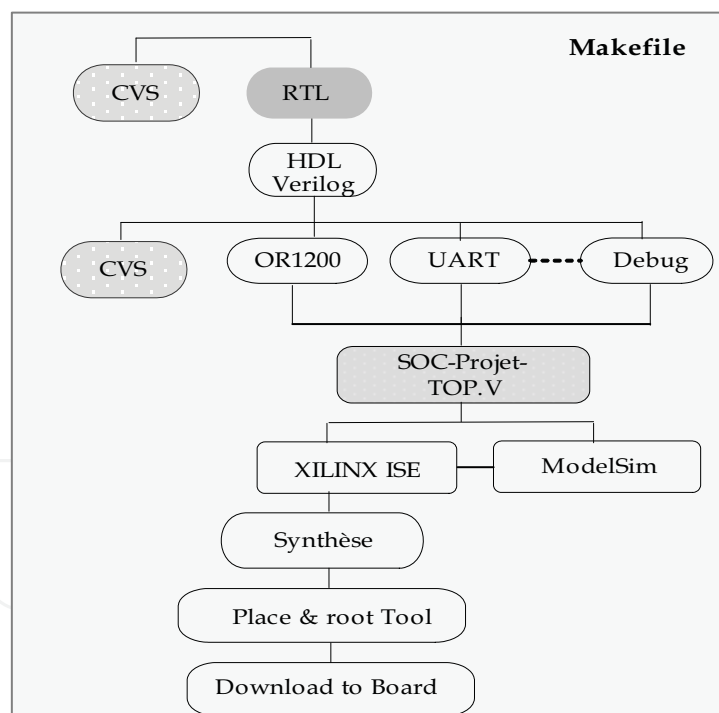 Makefile
CVS
RTL
HDL
Verilog
CVS
OR1200
UART
Debug
SOC-Projet-
TOP.V
XILINX ISE
ModelSim
Synthèse
Place & root Tool
Download to Board